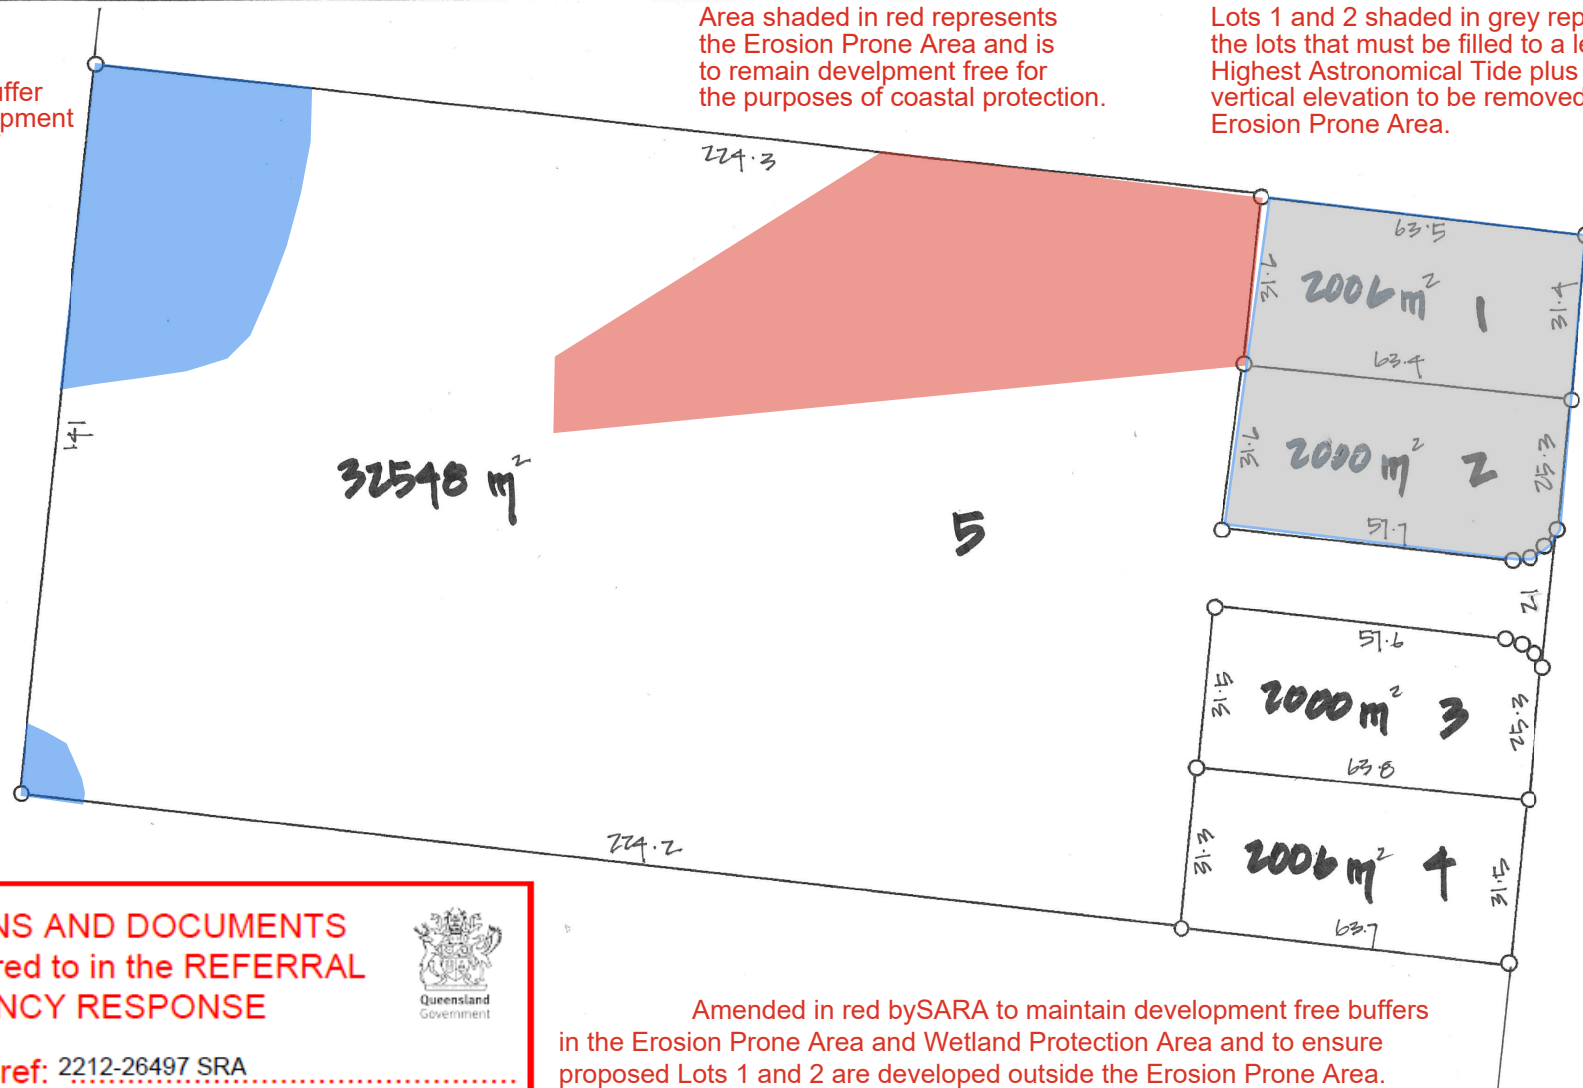 Area shaded in red represents
the Erosion Prone Area and is
to remain develpment free for
the purposes of coastal protection.
Lots 1 and 2 shaded in grey rep
the lots that must be filled to a le
Highest Astronomical Tide plus
vertical elevation to be removed
Erosion Prone Area.
uffer
pment
224.3
63.5
31.6
2006 m² 1
31.4
63.4
141
32548 m²
5
31.6
2000 m² 2
25.3
57.7
21
57.6
31.5
2000 m² 3
25.3
63.8
31.3
2006 m² 4
31.5
63.7
224.2
NS AND DOCUMENTS
red to in the REFERRAL
NCY RESPONSE
Queensland
Government
ref: 2212-26497 SRA
Amended in red bySARA to maintain development free buffers
in the Erosion Prone Area and Wetland Protection Area and to ensure
proposed Lots 1 and 2 are developed outside the Erosion Prone Area.